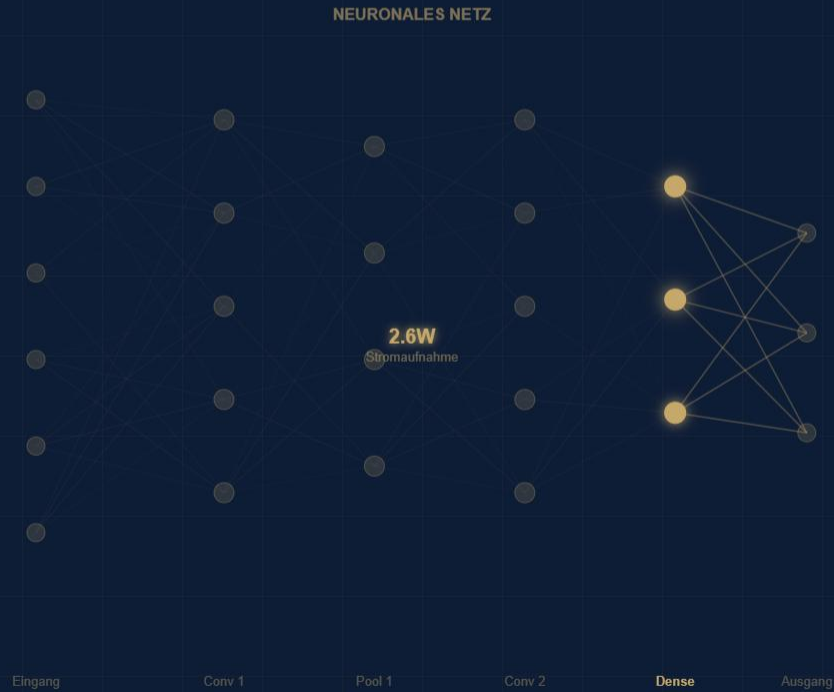 NEURONALES NETZ
2.6W
Stromaufnahme
Eingang
Conv 1
Pool 1
Conv 2
Dense
Ausgang